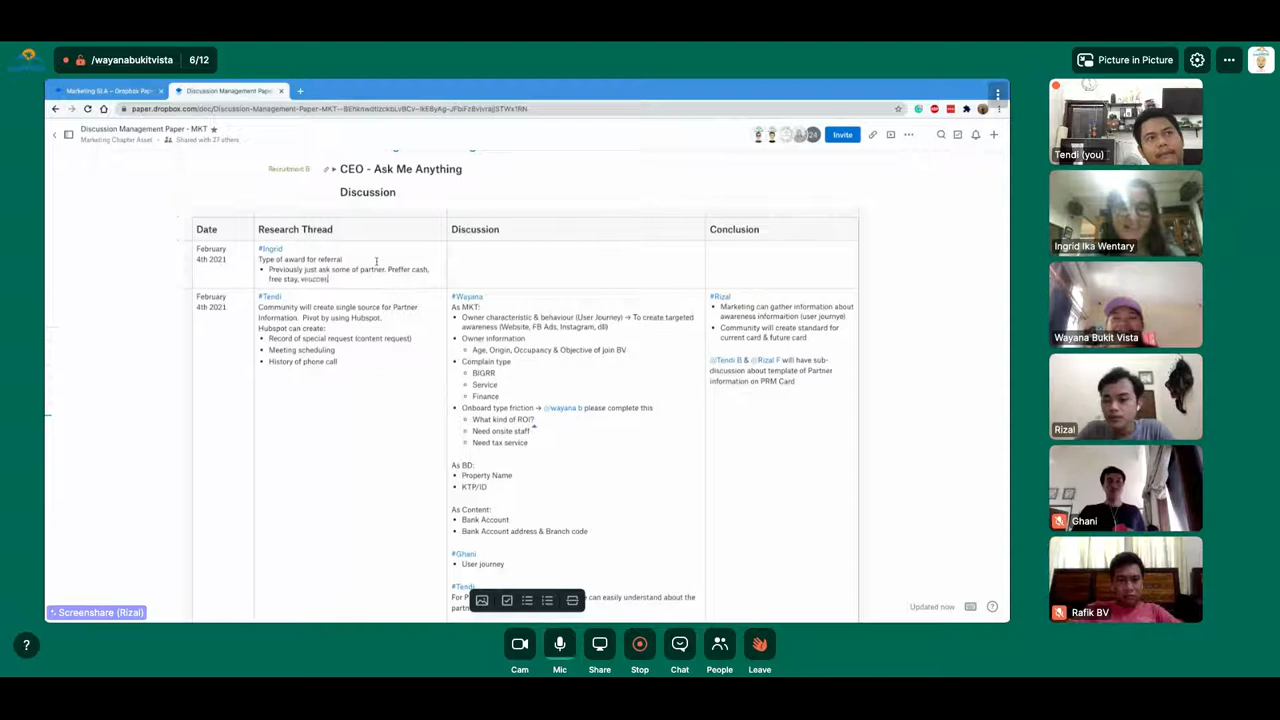 /wayanabukitvista 6/12
Picture in Picture
Marketing SLA – Dropbox Pap
Discussion Management Pape
Discussion Management Paper - MKT
Marketing Chapter Asset
Shared with 27 others
24
Invite
Recruitment B
CEO - Ask Me Anything
Discussion
Date
Research Thread
Discussion
Conclusion
February
4th 2021
#Ingrid
Type of award for referral
Previously just ask some of partner. Preffer cash,
free stay, voucher
February
4th 2021
#Tendi
Community will create single source for Partner
Information. Pivot by using Hubspot.
Hubspot can create:
Record of special request (content request)
Meeting scheduling
History of phone call
#Wayana
As MKT:
Owner characteristic & behaviour (User Journey) → To create targeted
awareness (Website, FB Ads, Instagram, dll)
Owner information
Age, Origin, Occupancy & Objective of join BV
Complain type
BIGRR
Service
Finance
Onboard type friction → @wayana b please complete this
What kind of ROI?
Need onsite staff
Need tax service
As BD:
Property Name
KTP/ID
As Content:
Bank Account
Bank Account address & Branch code
#Ghani
User journey
#Tendi
For P can easily understand about the
partn
#Rizal
Marketing can gather information about
awareness information (user journye)
Community will create standard for
current card & future card
@Tendi B & @Rizal F will have sub-
discussion about template of Partner
information on PRM Card
Updated now
Screenshare (Rizal)
Tendi (you)
Ingrid Ika Wentary
Wayana Bukit Vista
Rizal
Ghani
Rafik BV
Cam
Mic
Share
Stop
Chat
People
Leave